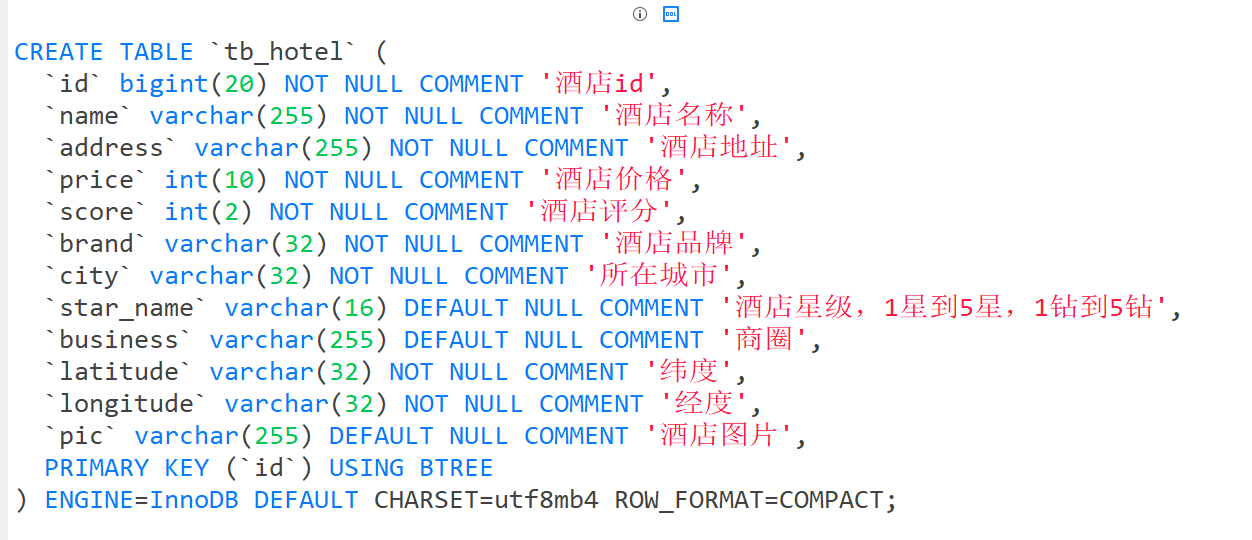 DDL
CREATE TABLE `tb_hotel` (
  `id` bigint(20) NOT NULL COMMENT '酒店id',
  `name` varchar(255) NOT NULL COMMENT '酒店名称',
  `address` varchar(255) NOT NULL COMMENT '酒店地址',
  `price` int(10) NOT NULL COMMENT '酒店价格',
  `score` int(2) NOT NULL COMMENT '酒店评分',
  `brand` varchar(32) NOT NULL COMMENT '酒店品牌',
  `city` varchar(32) NOT NULL COMMENT '所在城市',
  `star_name` varchar(16) DEFAULT NULL COMMENT '酒店星级，1星到5星，1钻到5钻',
  `business` varchar(255) DEFAULT NULL COMMENT '商圈',
  `latitude` varchar(32) NOT NULL COMMENT '纬度',
  `longitude` varchar(32) NOT NULL COMMENT '经度',
  `pic` varchar(255) DEFAULT NULL COMMENT '酒店图片',
  PRIMARY KEY (`id`) USING BTREE
) ENGINE=InnoDB DEFAULT CHARSET=utf8mb4 ROW_FORMAT=COMPACT;